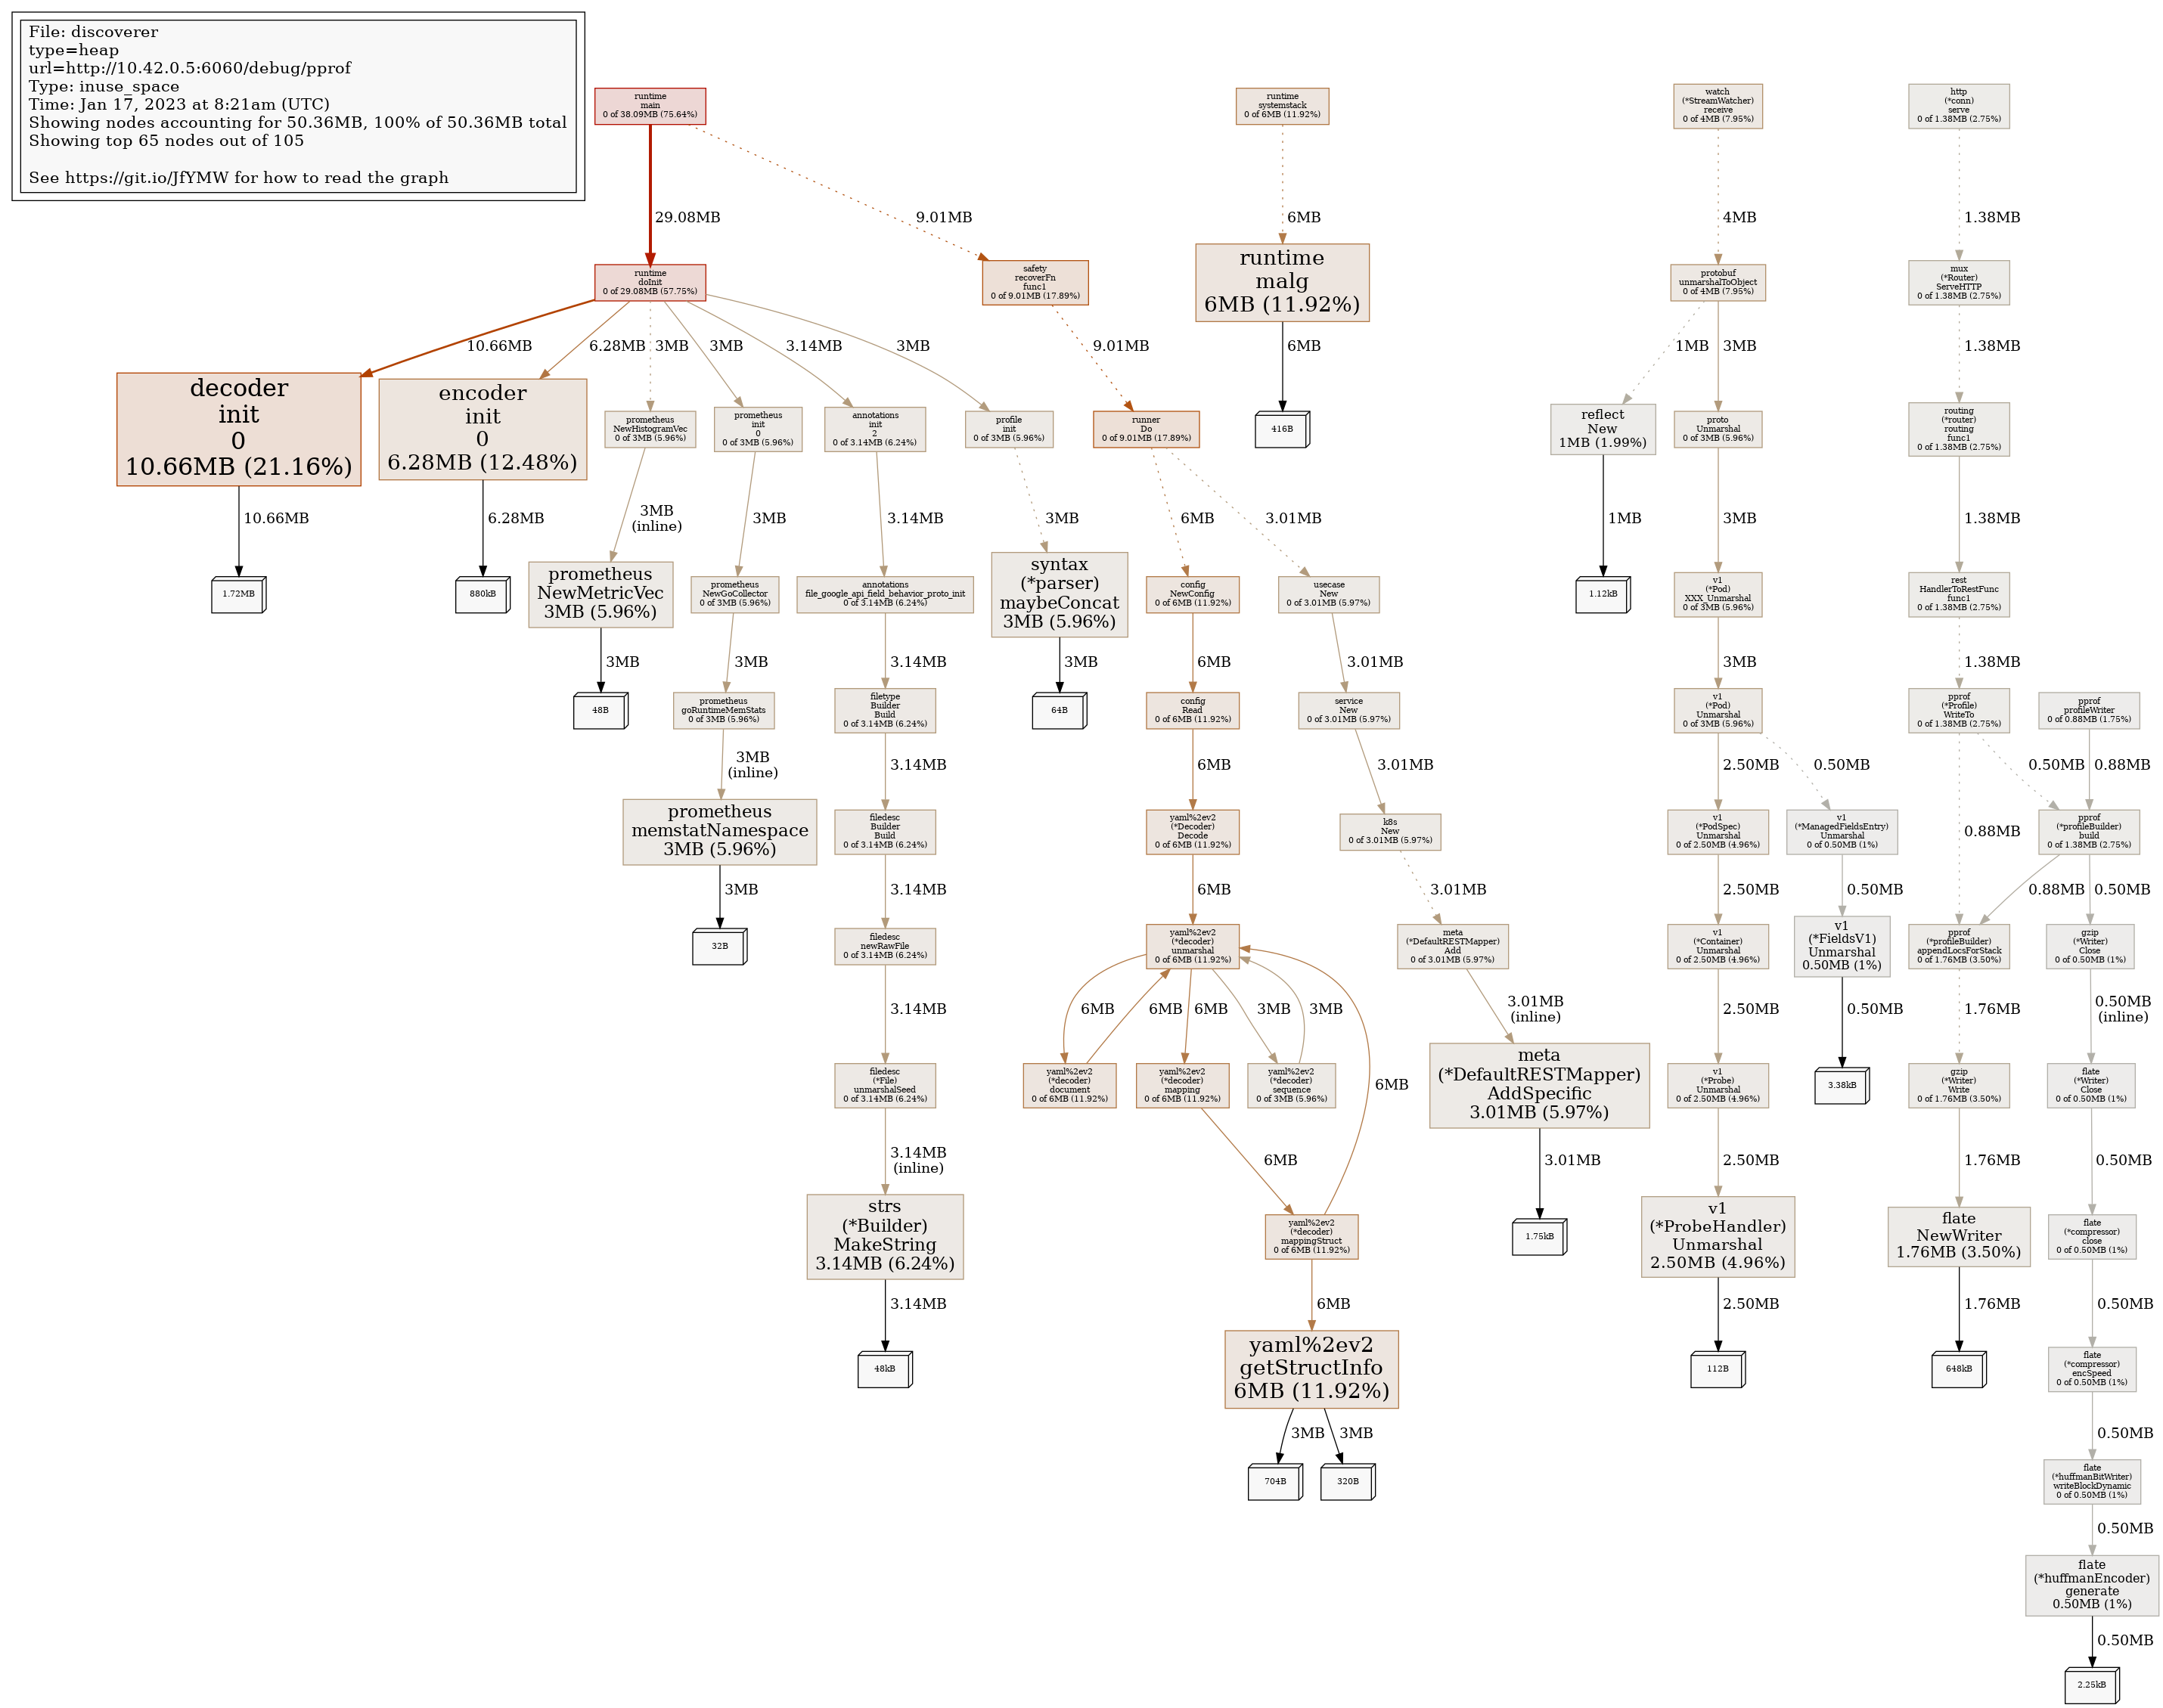 File: discoverer
type=heap
url=http://10.42.0.5:6060/debug/pprof
Type: inuse_space
Time: Jan 17, 2023 at 8:21am (UTC)
Showing nodes accounting for 50.36MB, 100% of 50.36MB total
Showing top 65 nodes out of 105
See https://git.io/JfYMW for how to read the graph
runtime
main
0 of 38.09MB (75.64%)
runtime
systemstack
0 of 6MB (11.92%)
watch
(*StreamWatcher)
receive
0 of 4MB (7.95%)
http
(*conn)
serve
0 of 1.38MB (2.75%)
29.08MB
9.01MB
6MB
4MB
1.38MB
runtime
doInit
0 of 29.08MB (57.75%)
safety
recoverFn
func1
0 of 9.01MB (17.89%)
runtime
malg
6MB (11.92%)
protobuf
unmarshalToObject
0 of 4MB (7.95%)
mux
(*Router)
ServeHTTP
0 of 1.38MB (2.75%)
10.66MB
6.28MB
3MB
3MB
3.14MB
3MB
9.01MB
6MB
1MB
3MB
1.38MB
decoder
init
0
10.66MB (21.16%)
encoder
init
0
6.28MB (12.48%)
prometheus
NewHistogramVec
0 of 3MB (5.96%)
prometheus
init
0
0 of 3MB (5.96%)
annotations
init
2
0 of 3.14MB (6.24%)
profile
init
0 of 3MB (5.96%)
runner
Do
0 of 9.01MB (17.89%)
416B
reflect
New
1MB (1.99%)
proto
Unmarshal
0 of 3MB (5.96%)
routing
(*router)
routing
func1
0 of 1.38MB (2.75%)
10.66MB
6.28MB
3MB
(inline)
3MB
3.14MB
3MB
6MB
3.01MB
1MB
3MB
1.38MB
1.72MB
880kB
prometheus
NewMetricVec
3MB (5.96%)
prometheus
NewGoCollector
0 of 3MB (5.96%)
annotations
file_google_api_field_behavior_proto_init
0 of 3.14MB (6.24%)
syntax
(*parser)
maybeConcat
3MB (5.96%)
config
NewConfig
0 of 6MB (11.92%)
usecase
New
0 of 3.01MB (5.97%)
1.12kB
v1
(*Pod)
XXX_Unmarshal
0 of 3MB (5.96%)
rest
HandlerToRestFunc
func1
0 of 1.38MB (2.75%)
3MB
3MB
3.14MB
3MB
6MB
3.01MB
3MB
1.38MB
48B
prometheus
goRuntimeMemStats
0 of 3MB (5.96%)
filetype
Builder
Build
0 of 3.14MB (6.24%)
64B
config
Read
0 of 6MB (11.92%)
service
New
0 of 3.01MB (5.97%)
v1
(*Pod)
Unmarshal
0 of 3MB (5.96%)
pprof
(*Profile)
WriteTo
0 of 1.38MB (2.75%)
pprof
profileWriter
0 of 0.88MB (1.75%)
3MB
(inline)
3.14MB
6MB
3.01MB
2.50MB
0.50MB
0.50MB
0.88MB
prometheus
memstatNamespace
3MB (5.96%)
filedesc
Builder
Build
0 of 3.14MB (6.24%)
yaml%2ev2
(*Decoder)
Decode
0 of 6MB (11.92%)
k8s
New
0 of 3.01MB (5.97%)
v1
(*PodSpec)
Unmarshal
0 of 2.50MB (4.96%)
v1
(*ManagedFieldsEntry)
Unmarshal
0 of 0.50MB (1%)
0.88MB
pprof
(*profileBuilder)
build
0 of 1.38MB (2.75%)
3MB
3.14MB
6MB
3.01MB
2.50MB
0.50MB
0.88MB
0.50MB
32B
filedesc
newRawFile
0 of 3.14MB (6.24%)
yaml%2ev2
(*decoder)
unmarshal
0 of 6MB (11.92%)
meta
(*DefaultRESTMapper)
Add
0 of 3.01MB (5.97%)
v1
(*Container)
Unmarshal
0 of 2.50MB (4.96%)
v1
(*FieldsV1)
Unmarshal
0.50MB (1%)
pprof
(*profileBuilder)
appendLocsForStack
0 of 1.76MB (3.50%)
gzip
(*Writer)
Close
0 of 0.50MB (1%)
3.14MB
6MB
6MB
6MB
3MB
3MB
3.01MB
(inline)
2.50MB
0.50MB
1.76MB
0.50MB
(inline)
filedesc
(*File)
unmarshalSeed
0 of 3.14MB (6.24%)
yaml%2ev2
(*decoder)
document
0 of 6MB (11.92%)
yaml%2ev2
(*decoder)
mapping
0 of 6MB (11.92%)
yaml%2ev2
(*decoder)
sequence
0 of 3MB (5.96%)
6MB
meta
(*DefaultRESTMapper)
AddSpecific
3.01MB (5.97%)
v1
(*Probe)
Unmarshal
0 of 2.50MB (4.96%)
3.38kB
gzip
(*Writer)
Write
0 of 1.76MB (3.50%)
flate
(*Writer)
Close
0 of 0.50MB (1%)
3.14MB
(inline)
6MB
3.01MB
2.50MB
1.76MB
0.50MB
strs
(*Builder)
MakeString
3.14MB (6.24%)
yaml%2ev2
(*decoder)
mappingStruct
0 of 6MB (11.92%)
1.75kB
v1
(*ProbeHandler)
Unmarshal
2.50MB (4.96%)
flate
NewWriter
1.76MB (3.50%)
flate
(*compressor)
close
0 of 0.50MB (1%)
3.14MB
6MB
2.50MB
1.76MB
0.50MB
48kB
yaml%2ev2
getStructInfo
6MB (11.92%)
112B
648kB
flate
(*compressor)
encSpeed
0 of 0.50MB (1%)
3MB
3MB
0.50MB
704B
320B
flate
(*huffmanBitWriter)
writeBlockDynamic
0 of 0.50MB (1%)
0.50MB
flate
(*huffmanEncoder)
generate
0.50MB (1%)
0.50MB
2.25kB